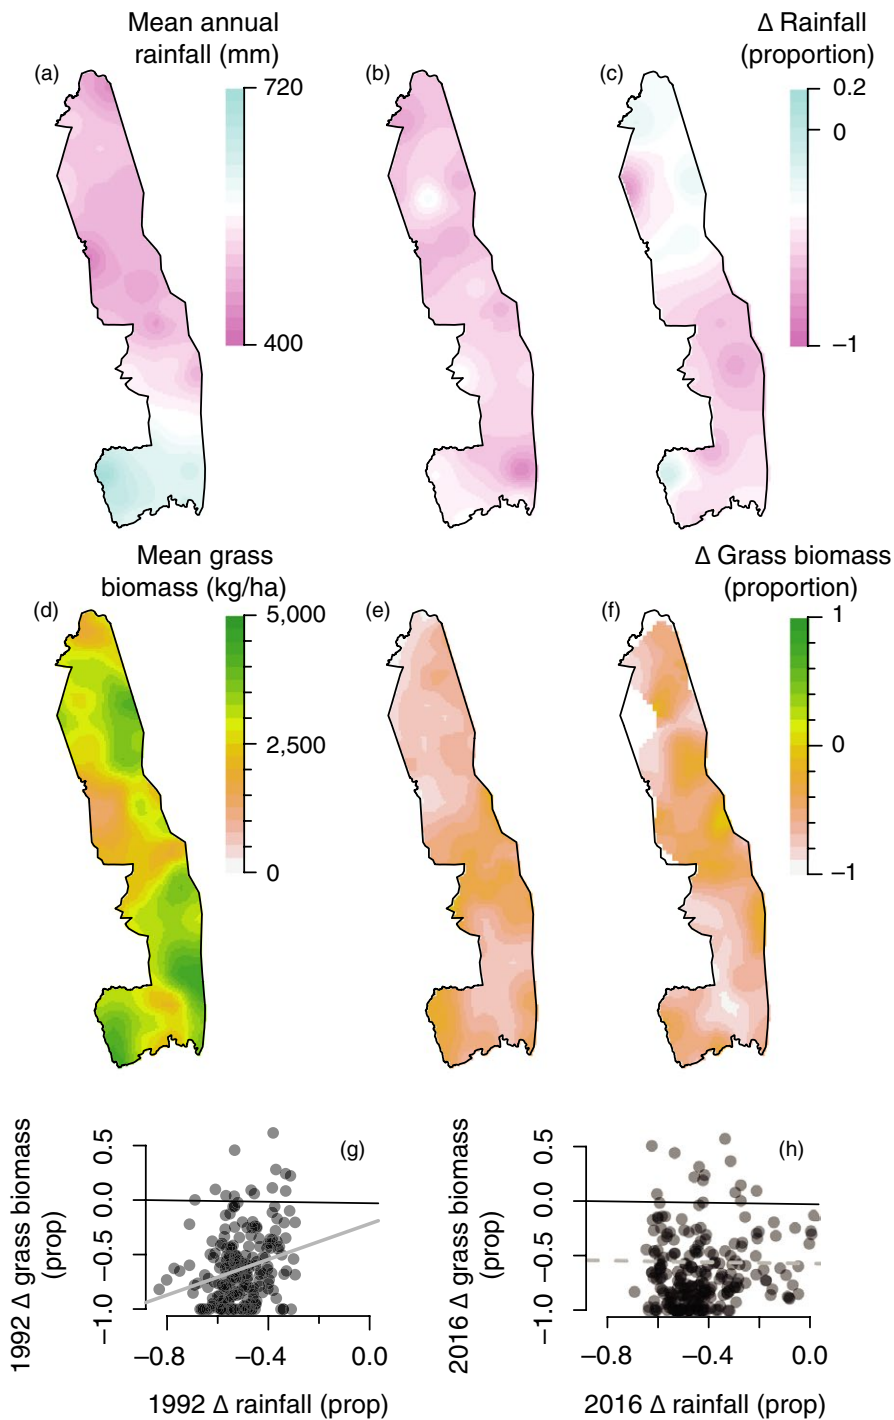 Mean annual
rainfall (mm)
Δ Rainfall
(proportion)
(a)
720
400
(b)
(c)
0.2
0
−1
Mean grass
biomass (kg/ha)
Δ Grass biomass
(proportion)
(d)
5,000
2,500
0
(e)
(f)
1
0
−1
1992 Δ grass biomass
(prop)
0.5
0.0
−0.5
−1.0
(g)
−0.8
−0.4
0.0
1992 Δ rainfall (prop)
2016 Δ grass biomass
(prop)
0.5
0.0
−0.5
−1.0
(h)
−0.8
−0.4
0.0
2016 Δ rainfall (prop)